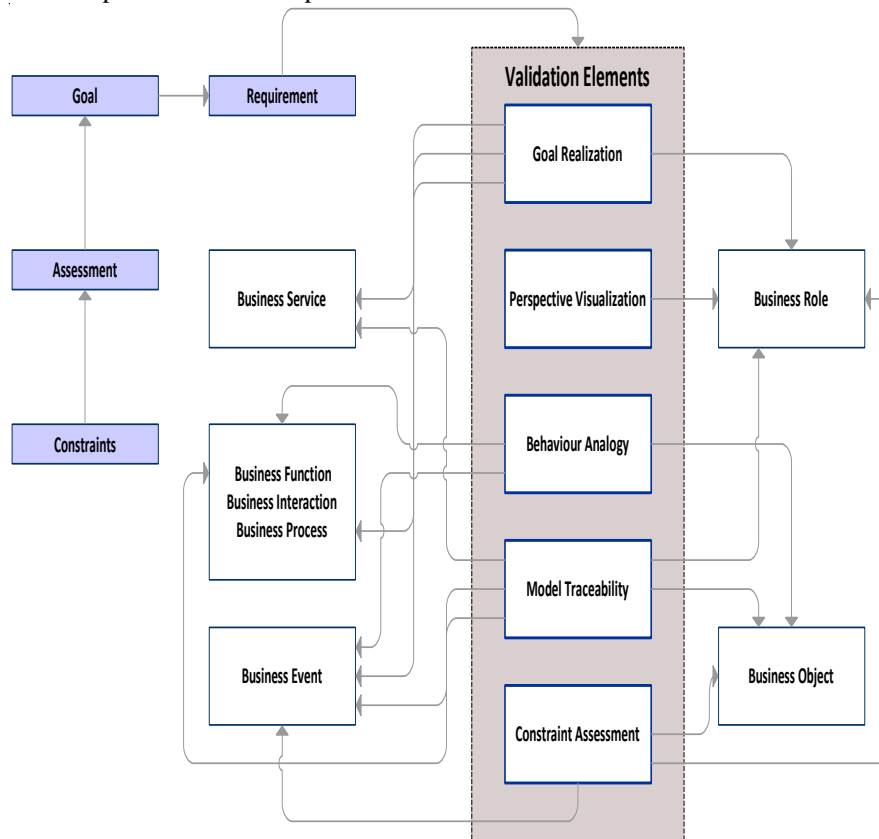 Validation Elements
Goal
Requirement
Goal Realization
Assessment
Business Service
Perspective Visualization
Business Role
Constraints
Business Function
Business Interaction
Business Process
Behaviour Analogy
Model Traceability
Business Event
Business Object
Constraint Assessment